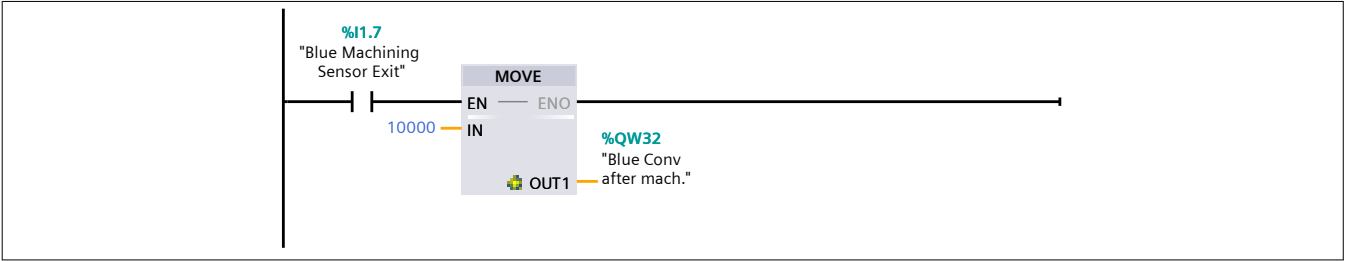 %I1.7
"Blue Machining
Sensor Exit"
MOVE
EN
ENO
10000
IN
%QW32
"Blue Conv
after mach."
OUT1